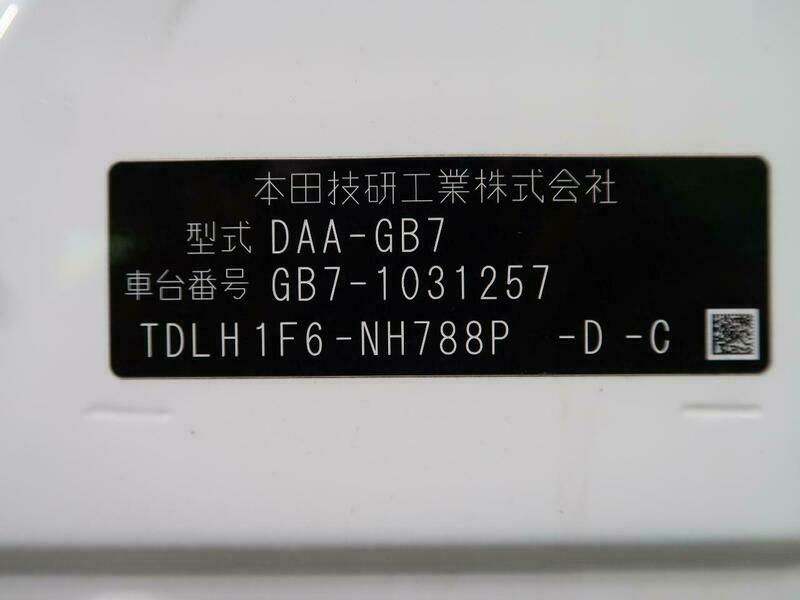 本田技研工業株式会社
型式 DAA-GB7
車台番号 GB7-1031257
TDLH1F6-NH788P -D -C